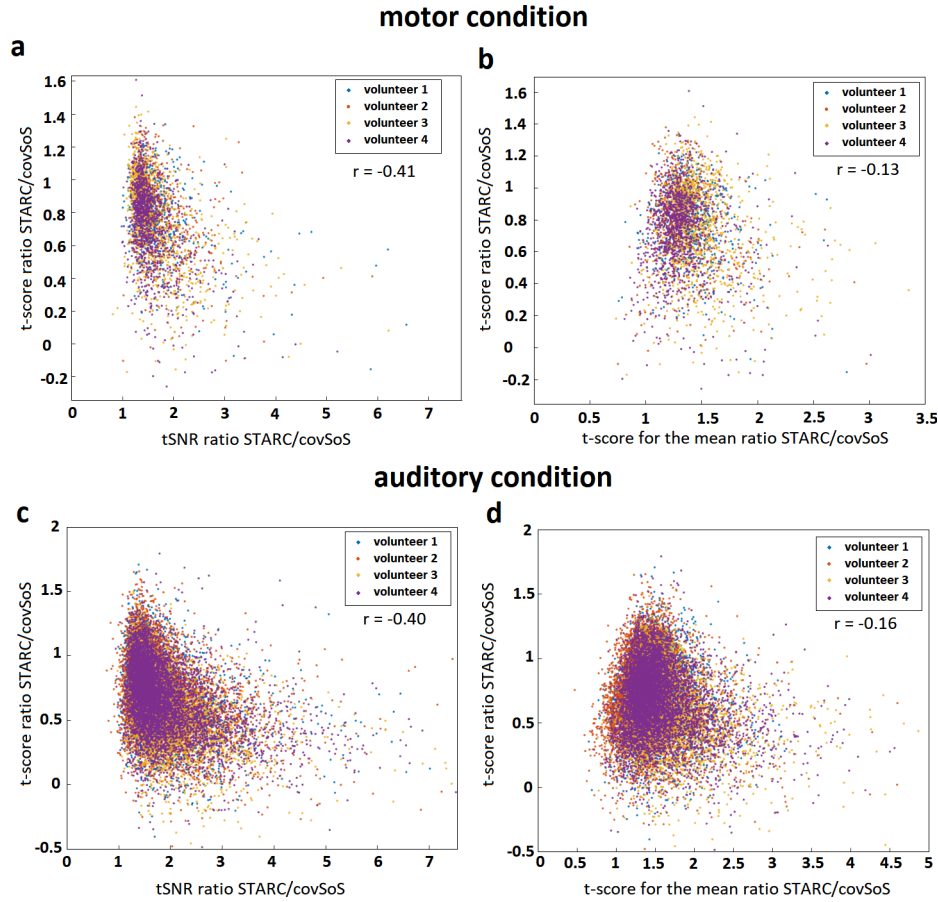 motor condition
a
1.6
1.4
1.2
1
0.8
0.6
0.4
0.2
0
-0.2
t-score ratio STARC/covSoS
volunteer 1
volunteer 2
volunteer 3
volunteer 4
r = -0.41
0 1 2 3 4 5 6 7
tSNR ratio STARC/covSoS
b
1.6
1.4
1.2
1
0.8
0.6
0.4
0.2
0
-0.2
t-score ratio STARC/covSoS
volunteer 1
volunteer 2
volunteer 3
volunteer 4
r = -0.13
0 0.5 1 1.5 2 2.5 3 3.5
t-score for the mean ratio STARC/covSoS
auditory condition
c
2
1.5
1
0.5
0
-0.5
t-score ratio STARC/covSoS
volunteer 1
volunteer 2
volunteer 3
volunteer 4
r = -0.40
0 1 2 3 4 5 6 7
tSNR ratio STARC/covSoS
d
2
1.5
1
0.5
0
-0.5
t-score ratio STARC/covSoS
volunteer 1
volunteer 2
volunteer 3
volunteer 4
r = -0.16
0 0.5 1 1.5 2 2.5 3 3.5 4 4.5 5
t-score for the mean ratio STARC/covSoS